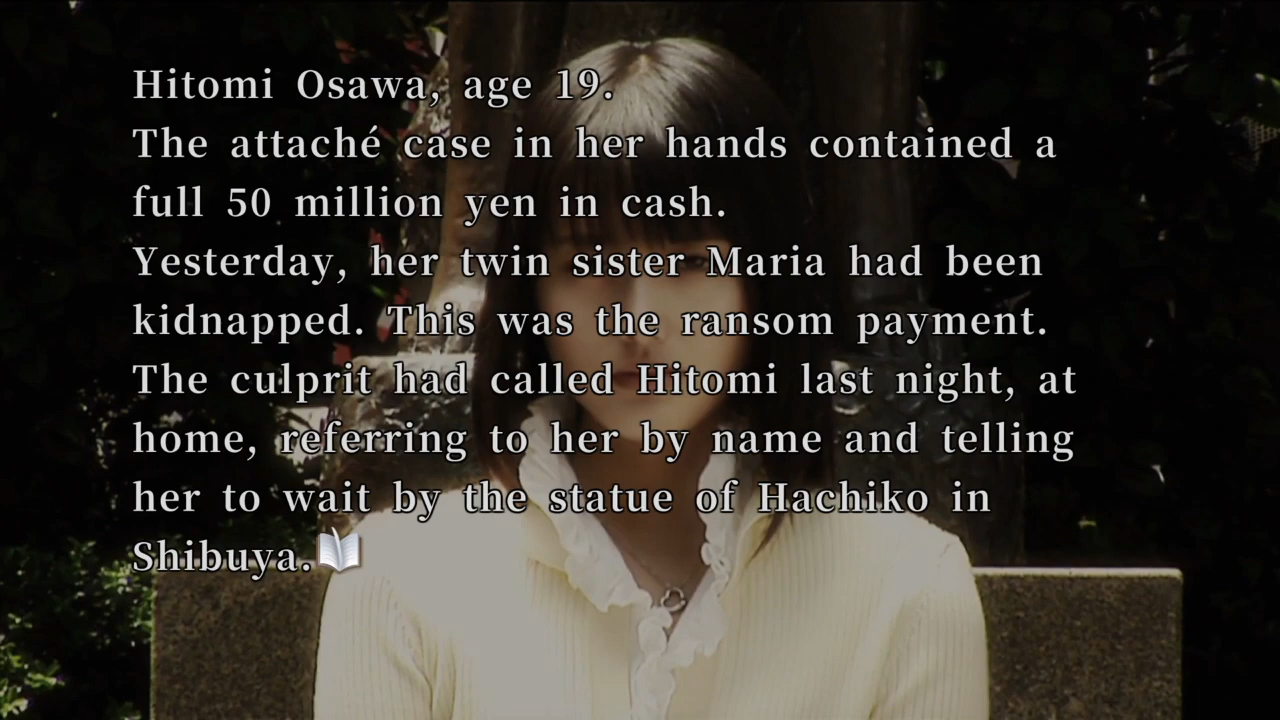 Hitomi Osawa, age 19.
The attaché case in her hands contained a
full 50 million yen in cash.
Yesterday, her twin sister Maria had been
kidnapped. This was the ransom payment.
The culprit had called Hitomi last night, at
home, referring to her by name and telling
her to wait by the statue of Hachiko in
Shibuya.